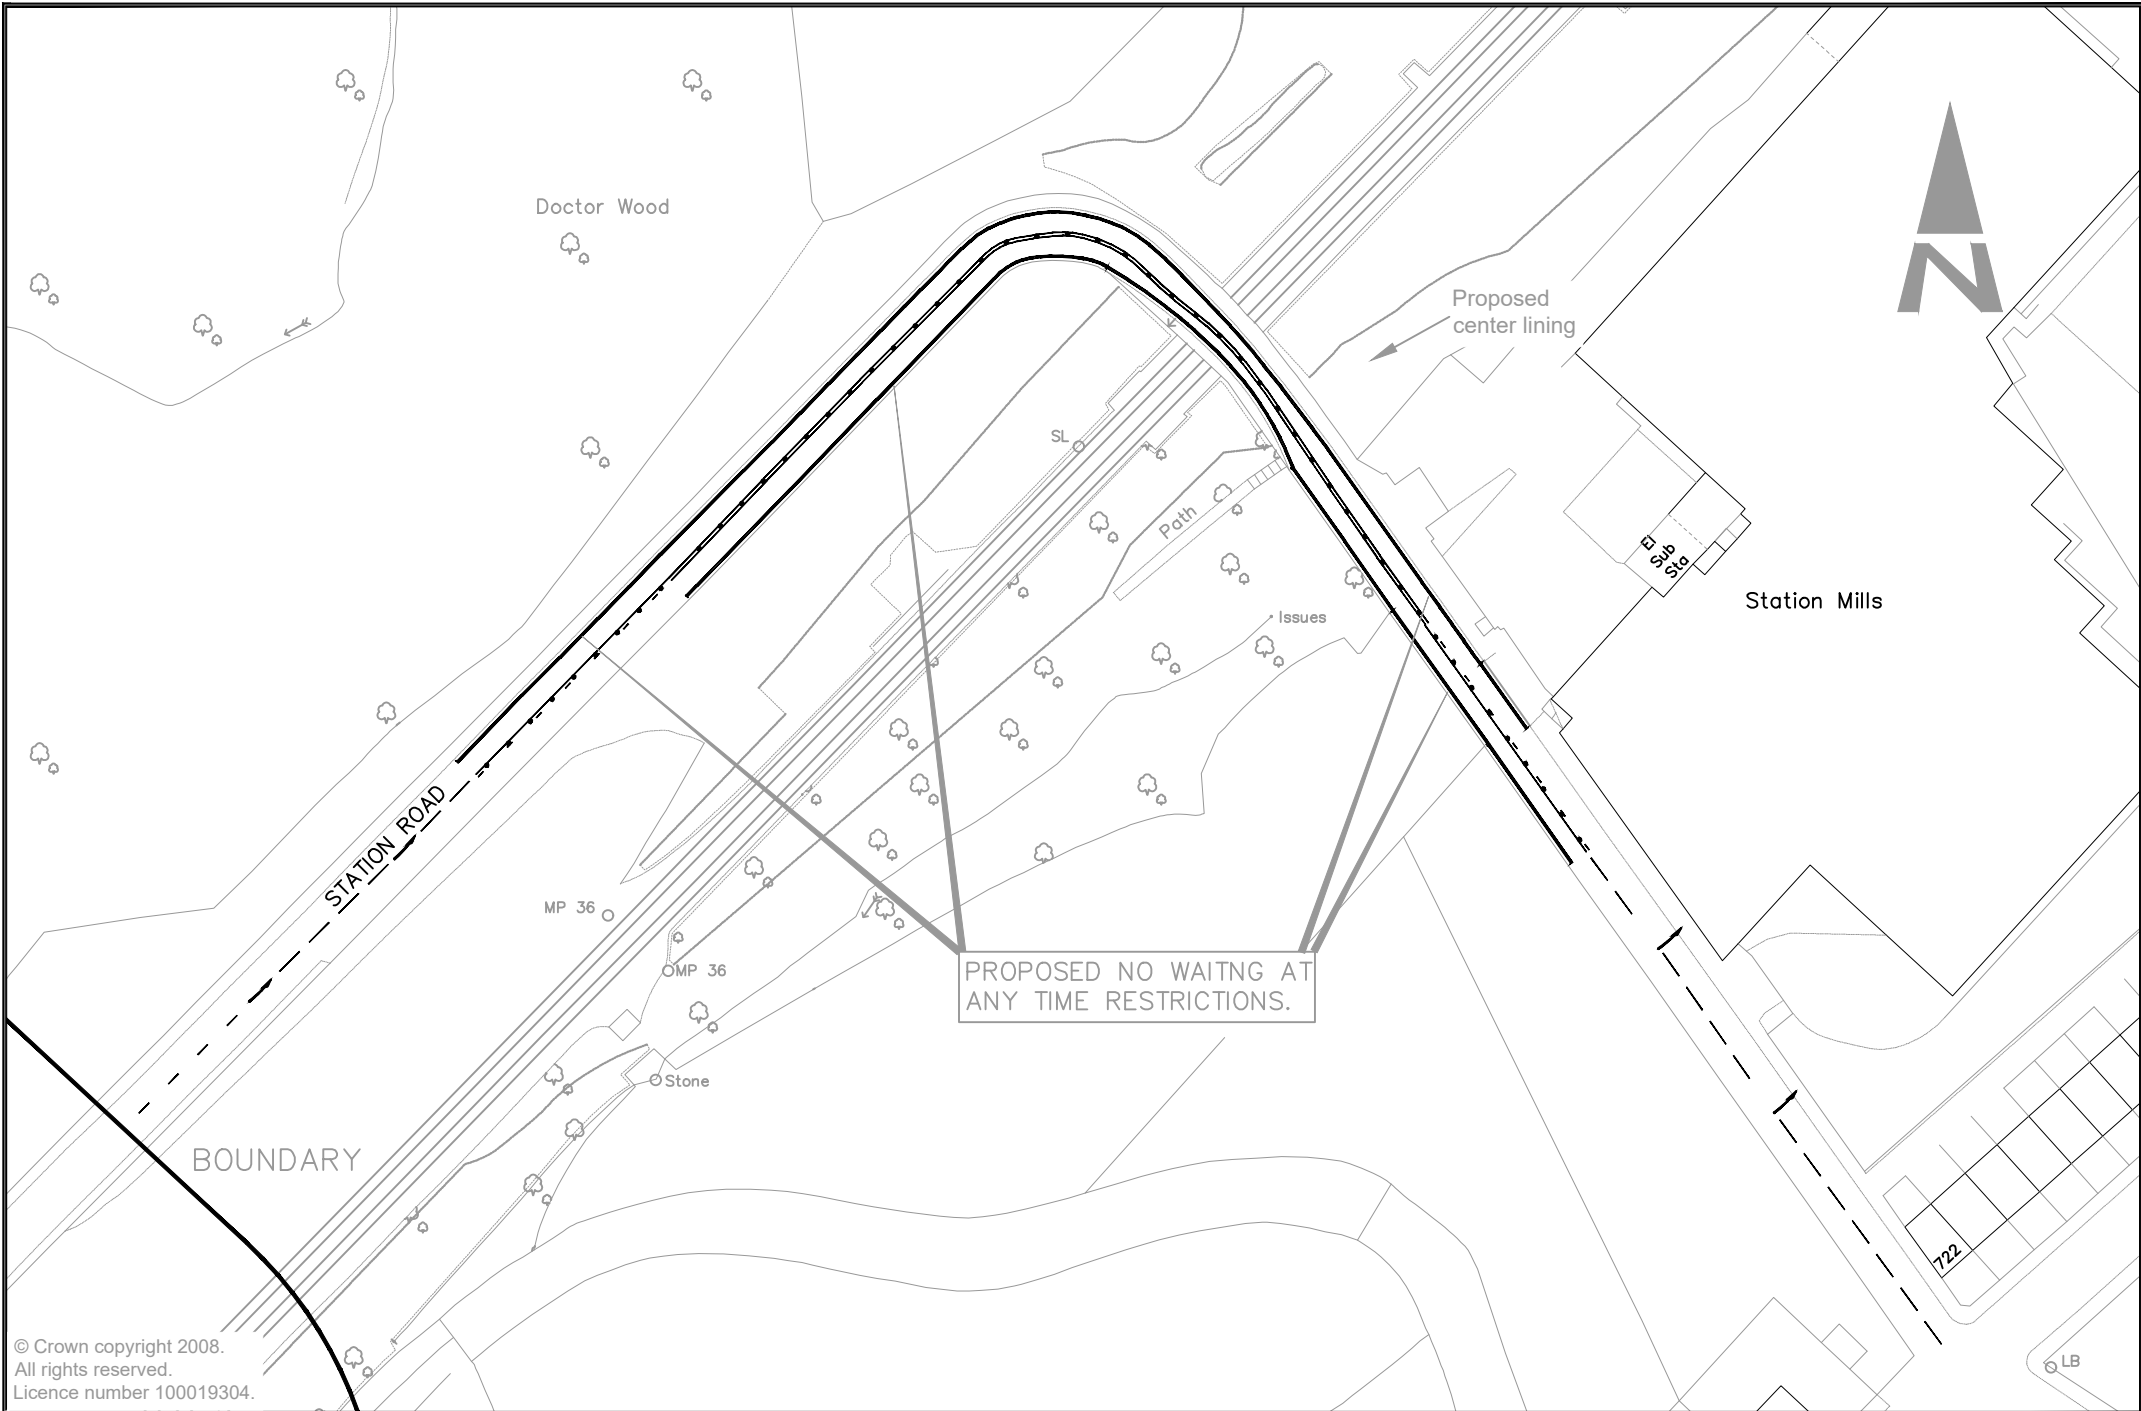 Doctor Wood
Proposed
center lining
N
SL
Path
El
Sub
Sta
Station Mills
Issues
STATION ROAD
MP 36
MP 36
PROPOSED NO WAITNG AT
ANY TIME RESTRICTIONS.
Stone
BOUNDARY
722
LB
© Crown copyright 2008.
All rights reserved.
Licence number 100019304.